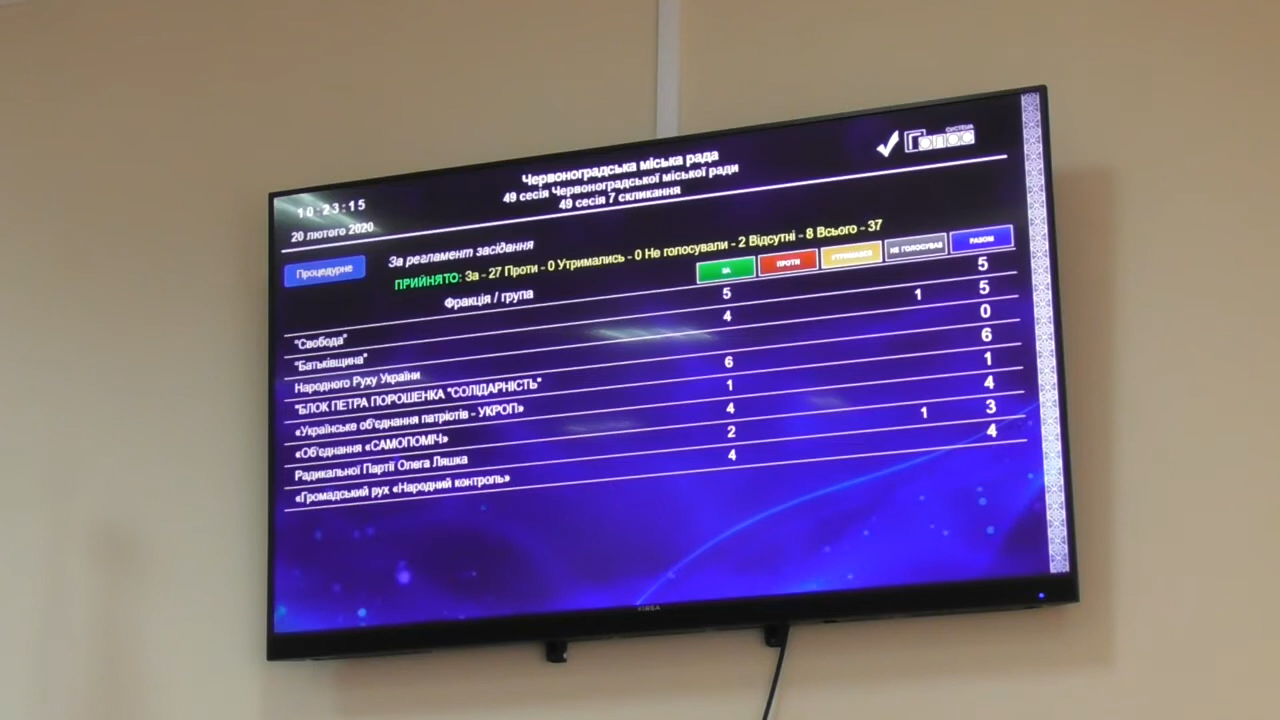 СИСТЕМА
Голос
Червоноградська міська рада
49 сесія Червоноградської міської ради
49 сесія 7 скликання
10:23:15
20 лютого 2020
Процедурне
За регламент засідання
ПРИЙНЯТО: За - 27 Проти - 0 Утримались - 0 Не голосували - 2 Відсутні - 8 Всього - 37
Фракція / група ЗА ПРОТИ УТРИМАВСЯ НЕ ГОЛОСУВАВ РАЗОМ
"Свобода" 5 5
"Батьківщина" 4 1 5
Народного Руху України 0
"БЛОК ПЕТРА ПОРОШЕНКА "СОЛІДАРНІСТЬ" 6 6
«Українське об'єднання патріотів - УКРОП» 1 1
«Об'єднання «САМОПОМІЧ» 4 4
Радикальної Партії Олега Ляшка 2 1 3
«Громадський рух «Народний контроль» 4 4
KIRSA